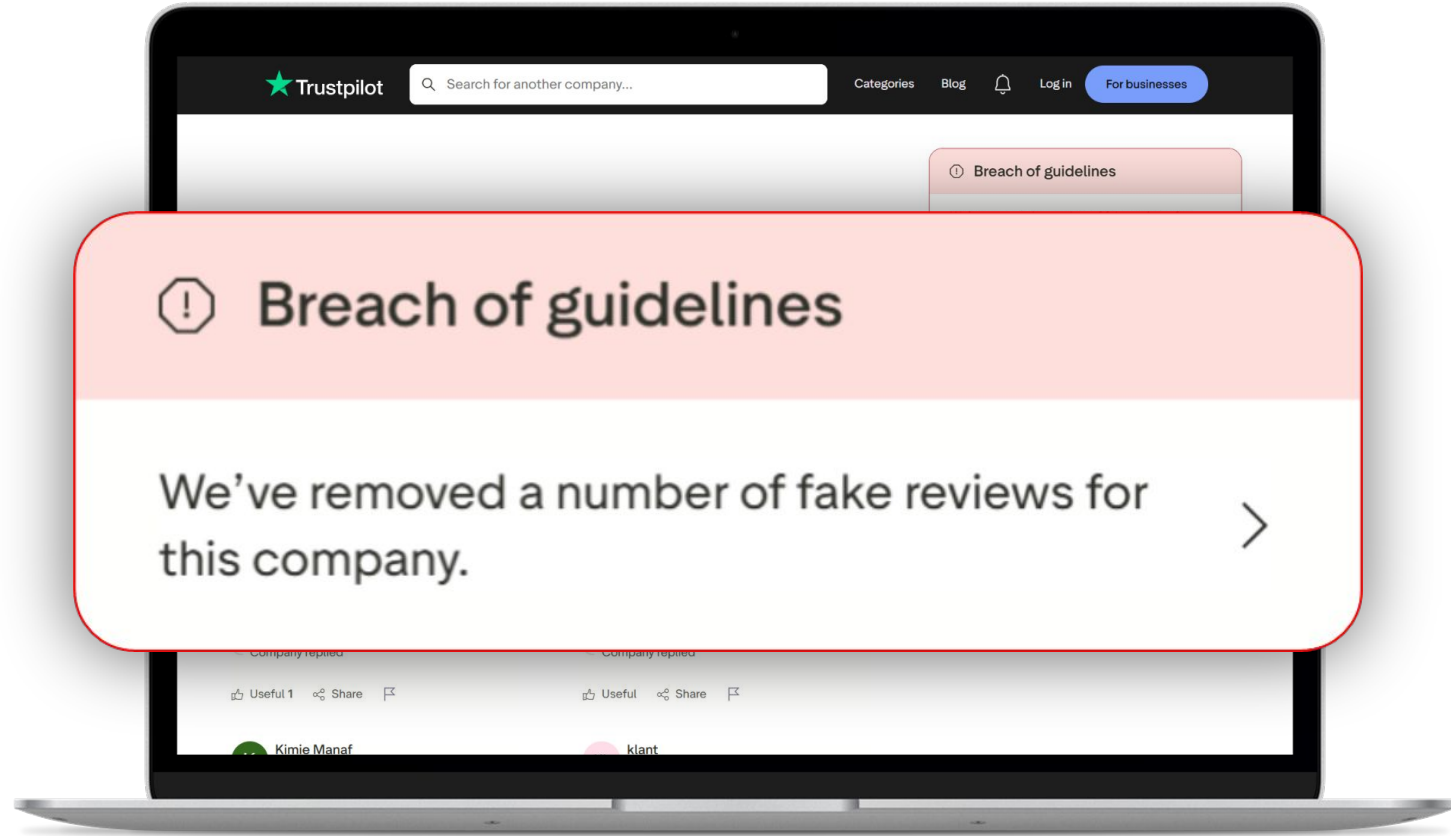 Trustpilot
Search for another company...
Categories
Blog
Log in
For businesses
Breach of guidelines
Breach of guidelines
We’ve removed a number of fake reviews for
this company.
Company replied
Company replied
Useful 1
Share
Useful
Share
Kimie Manaf
klant